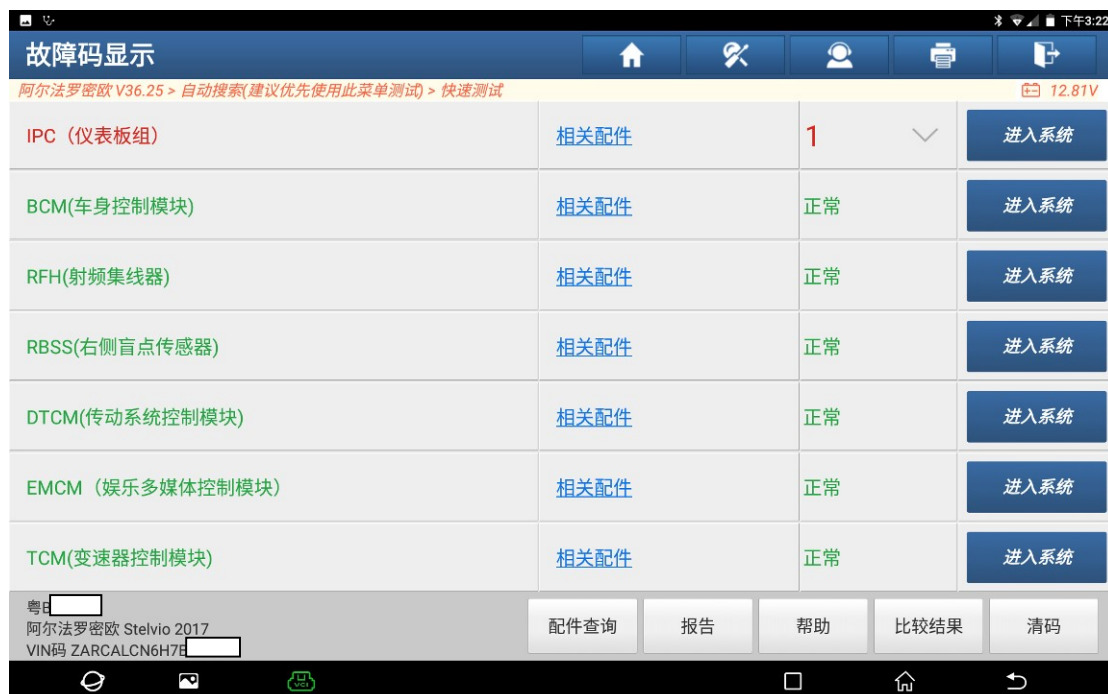 下午3:22
故障码显示
阿尔法罗密欧 V36.25 > 自动搜索(建议优先使用此菜单测试) > 快速测试 12.81V
IPC（仪表板组） 相关配件 1 进入系统
BCM(车身控制模块) 相关配件 正常 进入系统
RFH(射频集线器) 相关配件 正常 进入系统
RBSS(右侧盲点传感器) 相关配件 正常 进入系统
DTCM(传动系统控制模块) 相关配件 正常 进入系统
EMCM（娱乐多媒体控制模块） 相关配件 正常 进入系统
TCM(变速器控制模块) 相关配件 正常 进入系统
粤B
阿尔法罗密欧 Stelvio 2017
VIN码 ZARCALCN6H7B
配件查询 报告 帮助 比较结果 清码
VCI